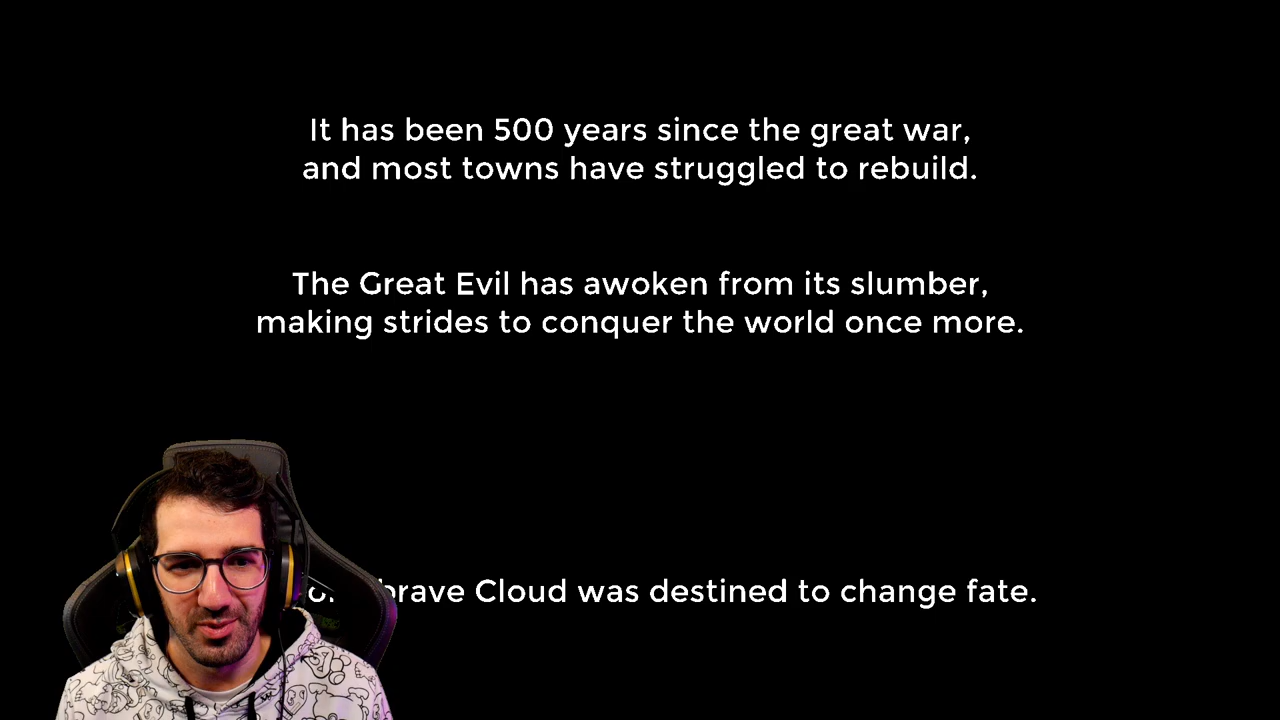 It has been 500 years since the great war,
and most towns have struggled to rebuild.
The Great Evil has awoken from its slumber,
making strides to conquer the world once more.
brave Cloud was destined to change fate.